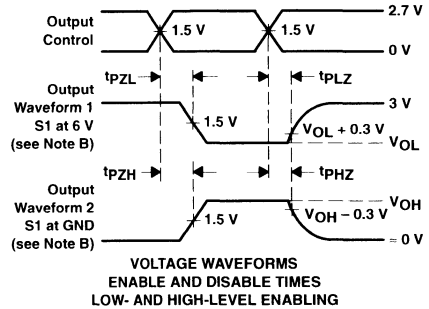 Output
Control
1.5 V
1.5 V
2.7 V
0 V
tPZL
tPLZ
Output
Waveform 1
S1 at 6 V
(see Note B)
1.5 V
3 V
VOL + 0.3 V
VOL
tPZH
tPHZ
Output
Waveform 2
S1 at GND
(see Note B)
1.5 V
VOH
VOH − 0.3 V
≈ 0 V
VOLTAGE WAVEFORMS
ENABLE AND DISABLE TIMES
LOW- AND HIGH-LEVEL ENABLING